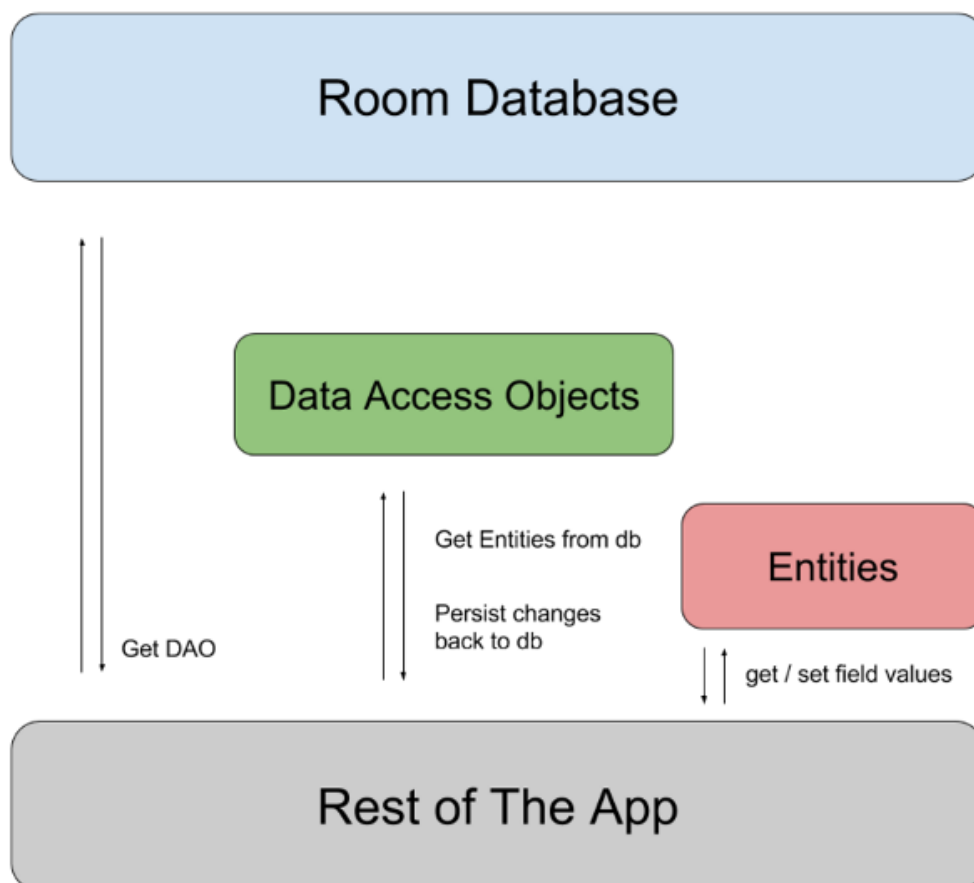 Room Database
Data Access Objects
Get Entities from db
Entities
Persist changes
back to db
Get DAO
get / set field values
Rest of The App